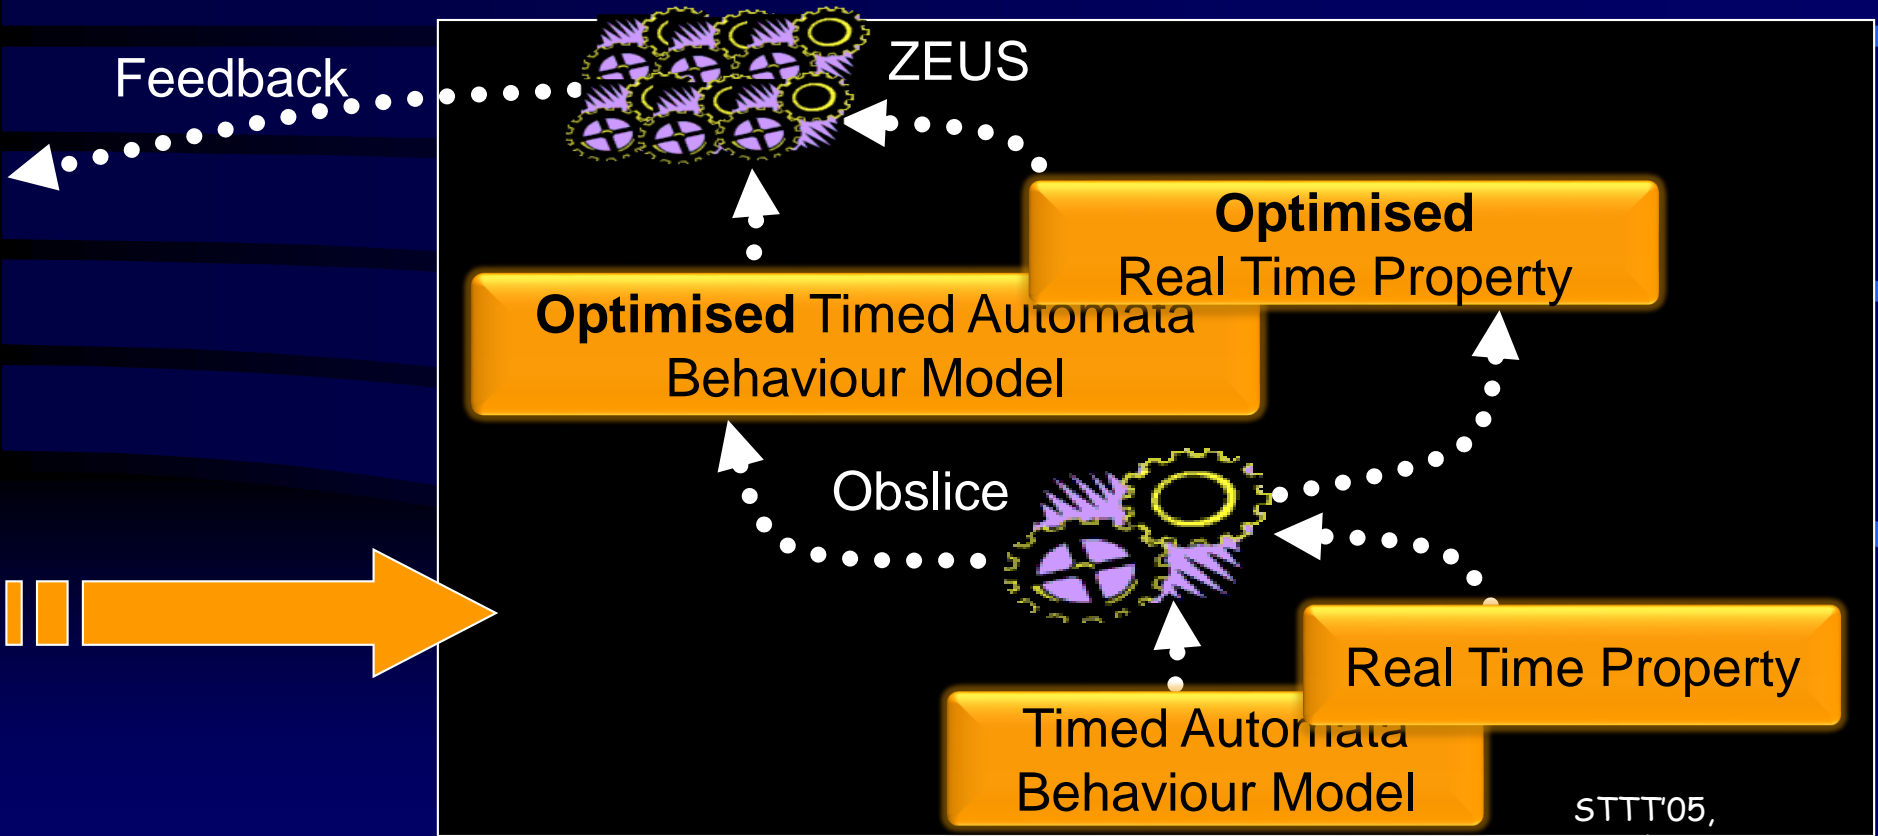 Feedback
ZEUS
Optimised
Real Time Property
Optimised Timed Automata
Behaviour Model
Obslice
Real Time Property
Timed Automata
Behaviour Model
STTT'05,